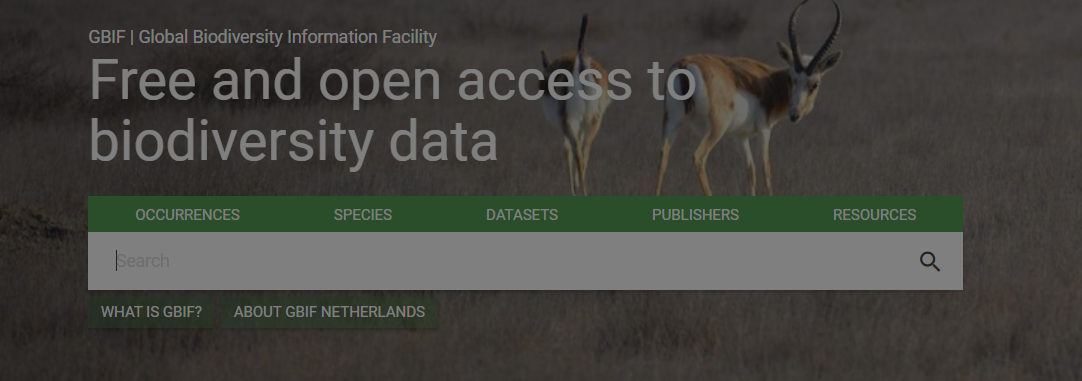 GBIF | Global Biodiversity Information Facility
Free and open access to
biodiversity data
OCCURRENCES SPECIES DATASETS PUBLISHERS RESOURCES
Search
WHAT IS GBIF? ABOUT GBIF NETHERLANDS